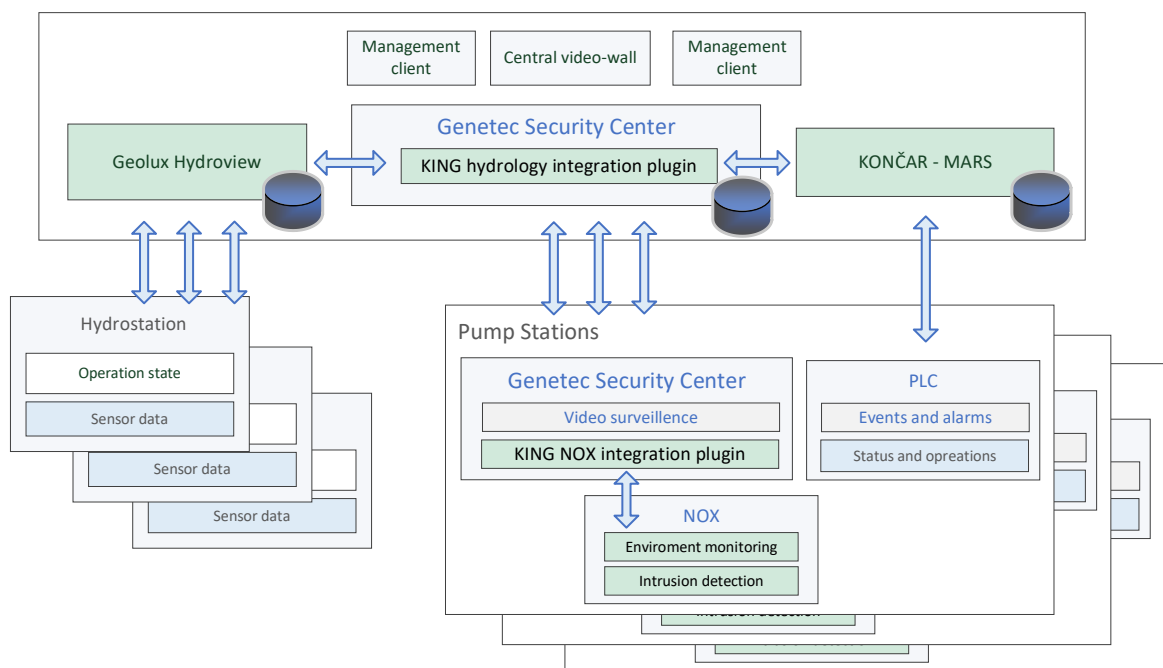 Management
client
Central video-wall
Management
client
Genetec Security Center
Geolux Hydroview
KING hydrology integration plugin
KONČAR - MARS
Hydrostation
Operation state
Sensor data
Sensor data
Sensor data
Pump Stations
Genetec Security Center
Video surveillence
KING NOX integration plugin
PLC
Events and alarms
Status and opreations
NOX
Enviroment monitoring
Intrusion detection
Intrusion detection